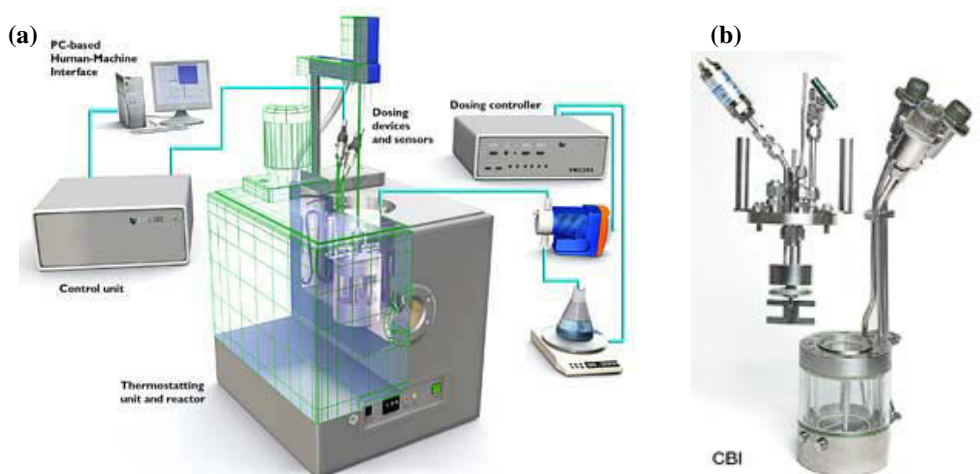 (a)
PC-based
Human-Machine
Interface
Dosing
devices
and sensors
Dosing controller
Control unit
Thermostatting
unit and reactor
(b)
CBI